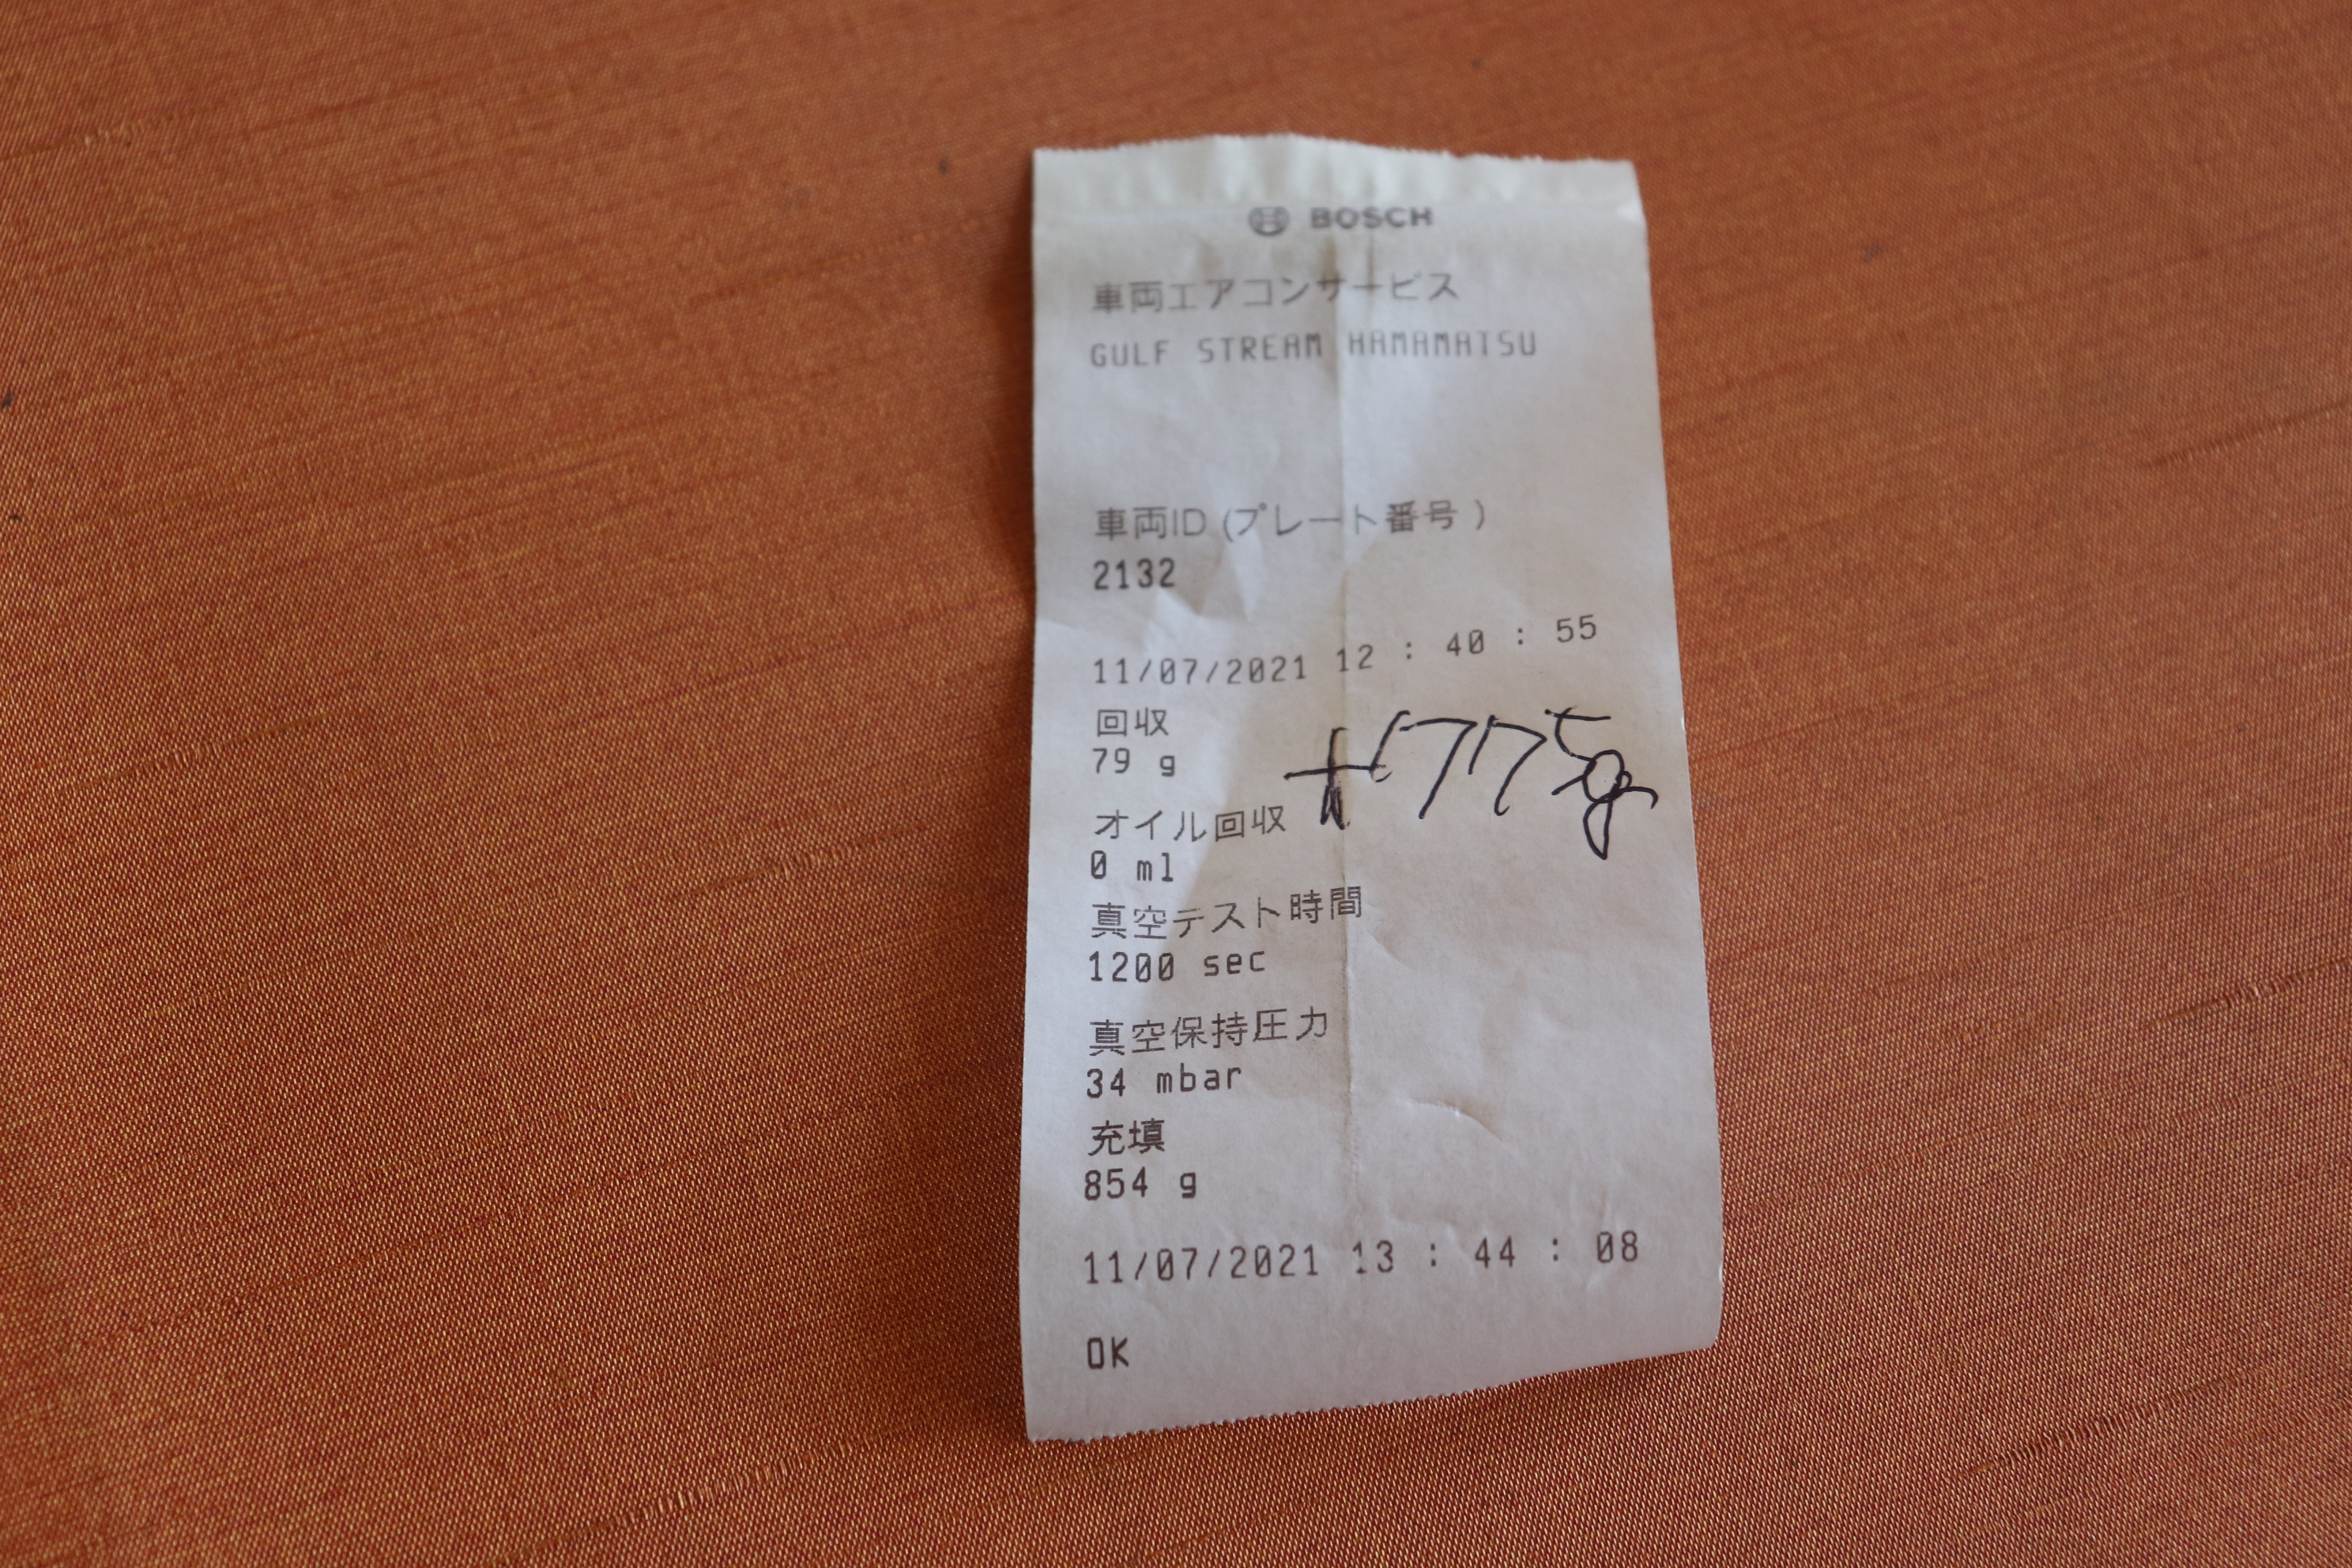 BOSCH
車両エアコンサービス
GULF STREAM HAMAMATSU
車両ID (プレート番号 )
2132
11/07/2021 12 : 40 : 55
回収
79 g
+775g
オイル回収
0 ml
真空テスト時間
1200 sec
真空保持圧力
34 mbar
充填
854 g
11/07/2021 13 : 44 : 08
OK